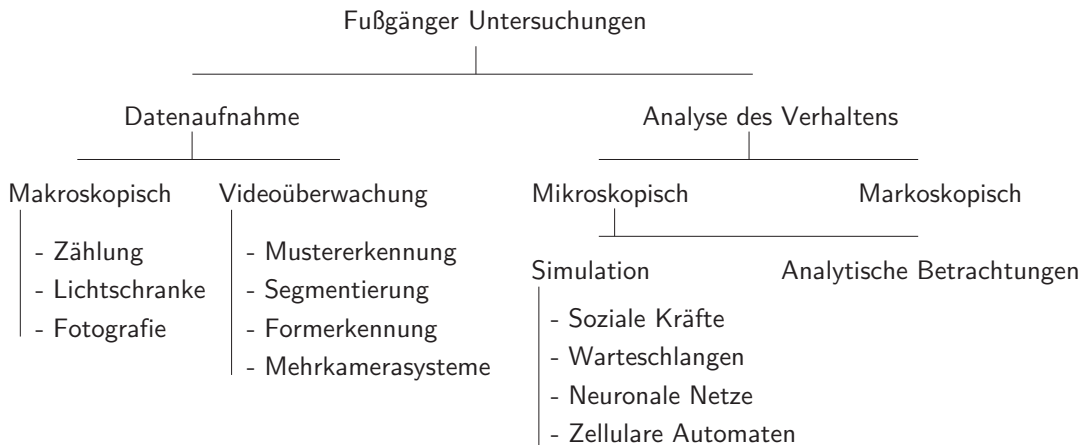 Fußgänger Untersuchungen
Datenaufnahme
Analyse des Verhaltens
Makroskopisch
Videoüberwachung
Mikroskopisch
Markoskopisch
- Zählung
- Lichtschranke
- Fotografie
- Mustererkennung
- Segmentierung
- Formerkennung
- Mehrkamerasysteme
Simulation
Analytische Betrachtungen
- Soziale Kräfte
- Warteschlangen
- Neuronale Netze
- Zellulare Automaten